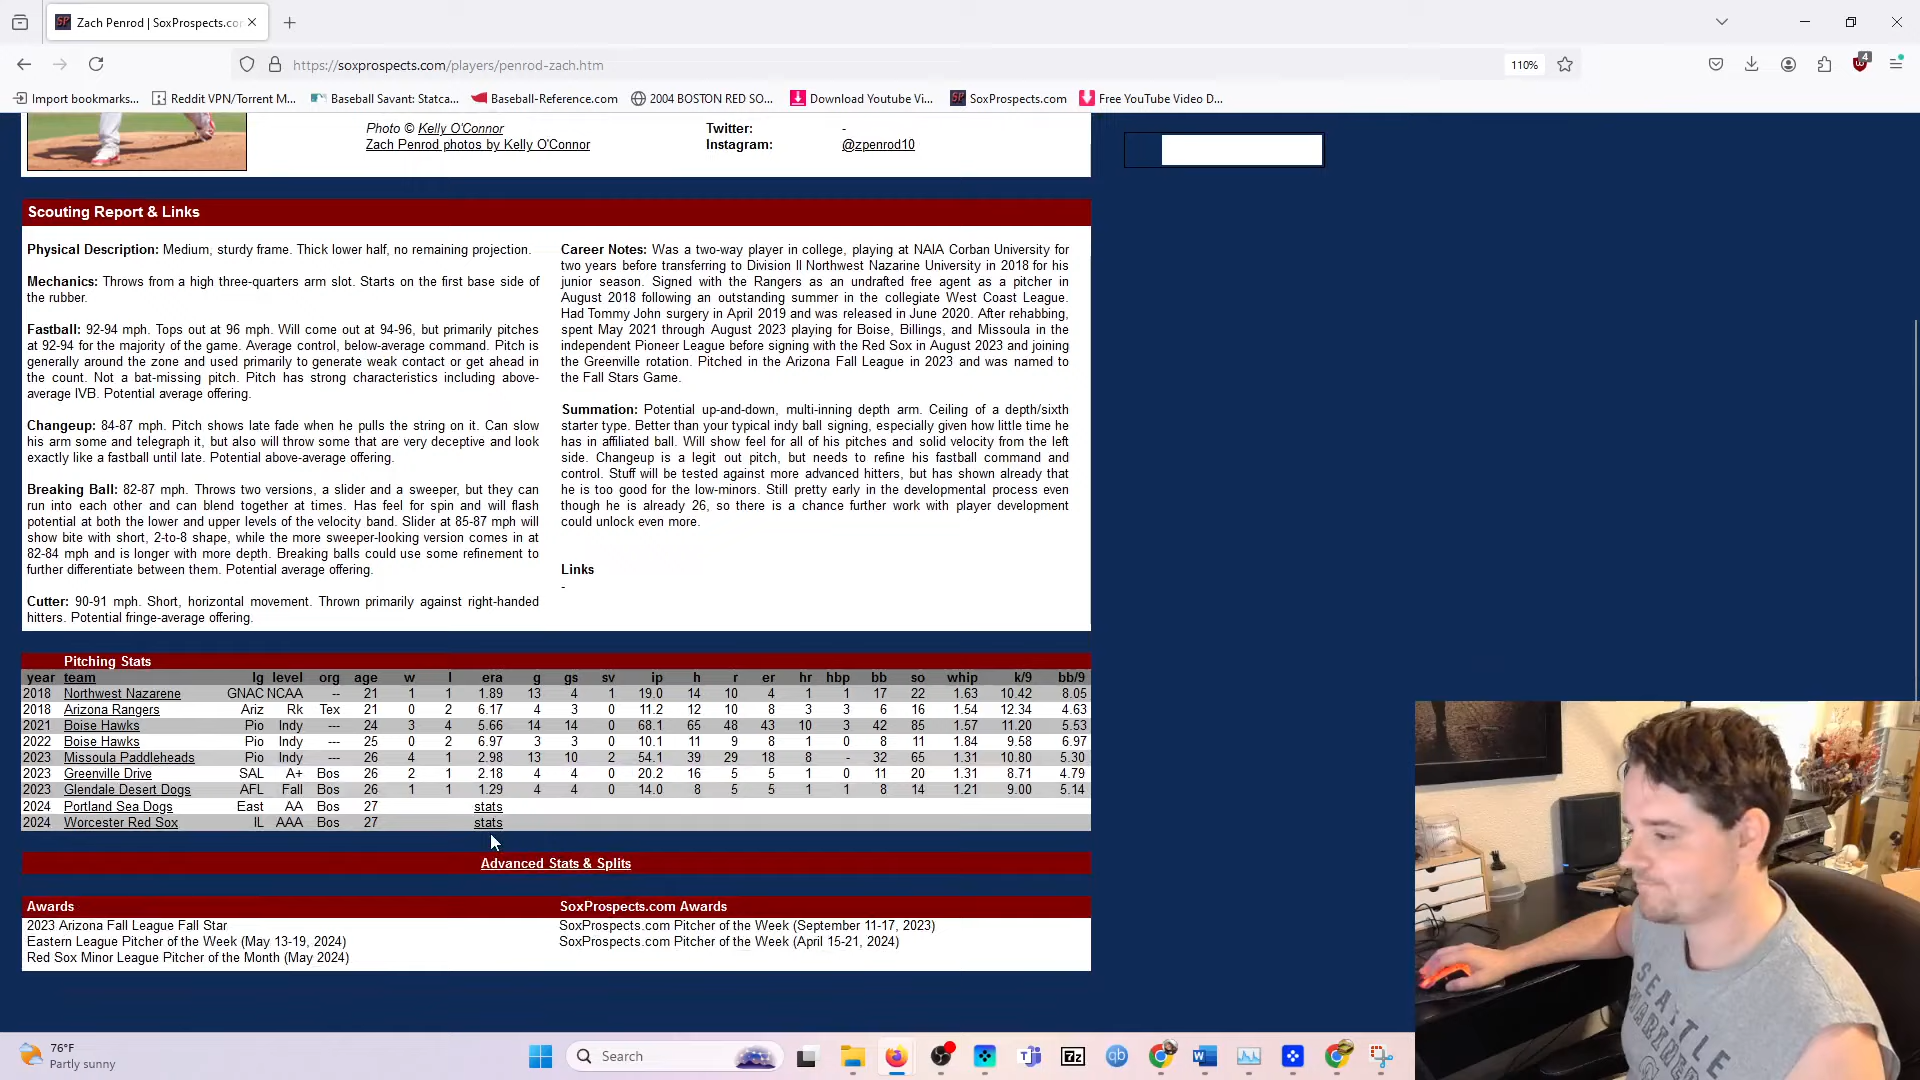 Zach Penrod | SoxProspects.co
https://soxprospects.com/players/penrod-zach.htm
110%
4
Import bookmarks...
Reddit VPN/Torrent M...
Baseball Savant: Statca...
Baseball-Reference.com
2004 BOSTON RED SO...
Download Youtube Vi...
SoxProspects.com
Free YouTube Video D...
Photo © Kelly O'Connor
Zach Penrod photos by Kelly O'Connor
Twitter: -
Instagram: @zpenrod10
Scouting Report & Links
Physical Description: Medium, sturdy frame. Thick lower half, no remaining projection.
Mechanics: Throws from a high three-quarters arm slot. Starts on the first base side of
the rubber.
Fastball: 92-94 mph. Tops out at 96 mph. Will come out at 94-96, but primarily pitches
at 92-94 for the majority of the game. Average control, below-average command. Pitch is
generally around the zone and used primarily to generate weak contact or get ahead in
the count. Not a bat-missing pitch. Pitch has strong characteristics including above-
average IVB. Potential average offering.
Changeup: 84-87 mph. Pitch shows late fade when he pulls the string on it. Can slow
his arm some and telegraph it, but also will throw some that are very deceptive and look
exactly like a fastball until late. Potential above-average offering.
Breaking Ball: 82-87 mph. Throws two versions, a slider and a sweeper, but they can
run into each other and can blend together at times. Has feel for spin and will flash
potential at both the lower and upper levels of the velocity band. Slider at 85-87 mph will
show bite with short, 2-to-8 shape, while the more sweeper-looking version comes in at
82-84 mph and is longer with more depth. Breaking balls could use some refinement to
further differentiate between them. Potential average offering.
Cutter: 90-91 mph. Short, horizontal movement. Thrown primarily against right-handed
hitters. Potential fringe-average offering.
Career Notes: Was a two-way player in college, playing at NAIA Corban University for
two years before transferring to Division II Northwest Nazarine University in 2018 for his
junior season. Signed with the Rangers as an undrafted free agent as a pitcher in
August 2018 following an outstanding summer in the collegiate West Coast League.
Had Tommy John surgery in April 2019 and was released in June 2020. After rehabbing,
spent May 2021 through August 2023 playing for Boise, Billings, and Missoula in the
independent Pioneer League before signing with the Red Sox in August 2023 and joining
the Greenville rotation. Pitched in the Arizona Fall League in 2023 and was named to
the Fall Stars Game.
Summation: Potential up-and-down, multi-inning depth arm. Ceiling of a depth/sixth
starter type. Better than your typical indy ball signing, especially given how little time he
has in affiliated ball. Will show feel for all of his pitches and solid velocity from the left
side. Changeup is a legit out pitch, but needs to refine his fastball command and
control. Stuff will be tested against more advanced hitters, but has shown already that
he is too good for the low-minors. Still pretty early in the developmental process even
though he is already 26, so there is a chance further work with player development
could unlock even more.
Links
-
Pitching Stats
year team lg level org age w l era g gs sv ip h r er hr hbp bb so whip k/9 bb/9
2018 Northwest Nazarene GNAC NCAA -- 21 1 1 1.89 13 4 1 19.0 14 10 4 1 1 17 22 1.63 10.42 8.05
2018 Arizona Rangers Ariz Rk Tex 21 0 2 6.17 4 3 0 11.2 12 10 8 3 3 6 16 1.54 12.34 4.63
2021 Boise Hawks Pio Indy --- 24 3 4 5.66 14 14 0 68.1 65 48 43 10 3 42 85 1.57 11.20 5.53
2022 Boise Hawks Pio Indy --- 25 0 2 6.97 3 3 0 10.1 11 9 8 1 0 8 11 1.84 9.58 6.97
2023 Missoula Paddleheads Pio Indy --- 26 4 1 2.98 13 10 2 54.1 39 29 18 8 - 32 65 1.31 10.80 5.30
2023 Greenville Drive SAL A+ Bos 26 2 1 2.18 4 4 0 20.2 16 5 5 1 0 11 20 1.31 8.71 4.79
2023 Glendale Desert Dogs AFL Fall Bos 26 1 1 1.29 4 4 0 14.0 8 5 5 1 1 8 14 1.21 9.00 5.14
2024 Portland Sea Dogs East AA Bos 27 stats
2024 Worcester Red Sox IL AAA Bos 27 stats
Advanced Stats & Splits
Awards
2023 Arizona Fall League Fall Star
Eastern League Pitcher of the Week (May 13-19, 2024)
Red Sox Minor League Pitcher of the Month (May 2024)
SoxProspects.com Awards
SoxProspects.com Pitcher of the Week (September 11-17, 2023)
SoxProspects.com Pitcher of the Week (April 15-21, 2024)
SEATTLE
MARINERS
76°F
Partly sunny
Search